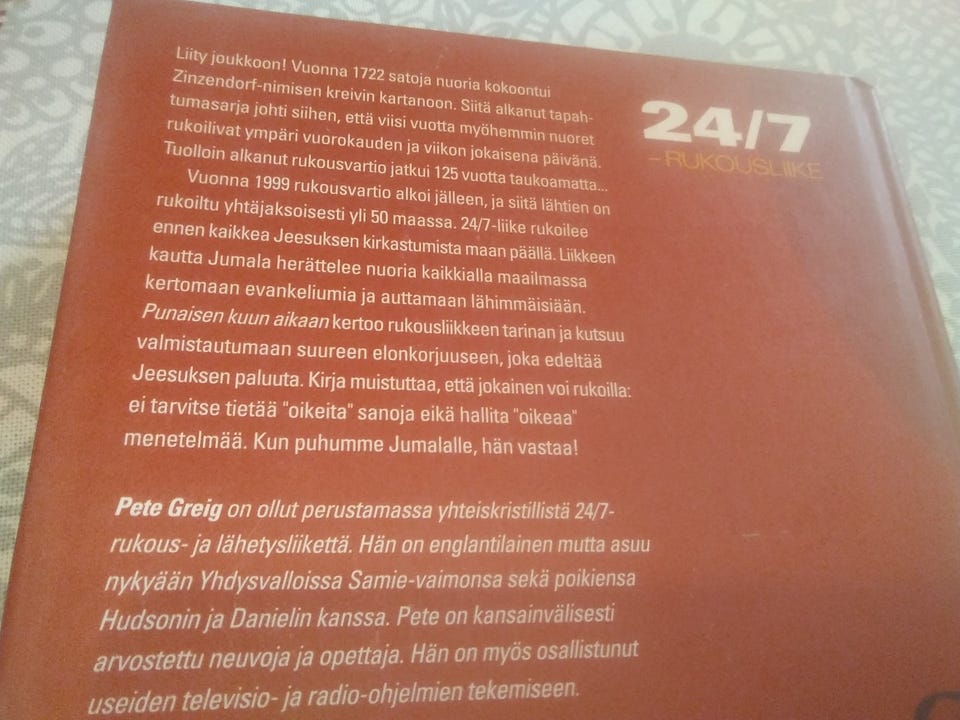 Liity joukkoon! Vuonna 1722 satoja nuoria kokoontui
Zinzendorf-nimisen kreivin kartanoon. Siitä alkanut tapah-
tumasarja johti siihen, että viisi vuotta myöhemmin nuoret
rukoilivat ympäri vuorokauden ja viikon jokaisena päivänä.
Tuolloin alkanut rukousvartio jatkui 125 vuotta taukoamatta...
Vuonna 1999 rukousvartio alkoi jälleen, ja siitä lähtien on
rukoiltu yhtäjaksoisesti yli 50 maassa. 24/7-liike rukoilee
ennen kaikkea Jeesuksen kirkastumista maan päällä. Liikkeen
kautta Jumala herättelee nuoria kaikkialla maailmassa
kertomaan evankeliumia ja auttamaan lähimmäisiään.
Punaisen kuun aikaan kertoo rukousliikkeen tarinan ja kutsuu
valmistautumaan suureen elonkorjuuseen, joka edeltää
Jeesuksen paluuta. Kirja muistuttaa, että jokainen voi rukoilla:
ei tarvitse tietää "oikeita" sanoja eikä hallita "oikeaa"
menetelmää. Kun puhumme Jumalalle, hän vastaa!
24/7
– RUKOUSLIIKE
Pete Greig on ollut perustamassa yhteiskristillistä 24/7-
rukous- ja lähetysliikettä. Hän on englantilainen mutta asuu
nykyään Yhdysvalloissa Samie-vaimonsa sekä poikiensa
Hudsonin ja Danielin kanssa. Pete on kansainvälisesti
arvostettu neuvoja ja opettaja. Hän on myös osallistunut
useiden televisio- ja radio-ohjelmien tekemiseen.